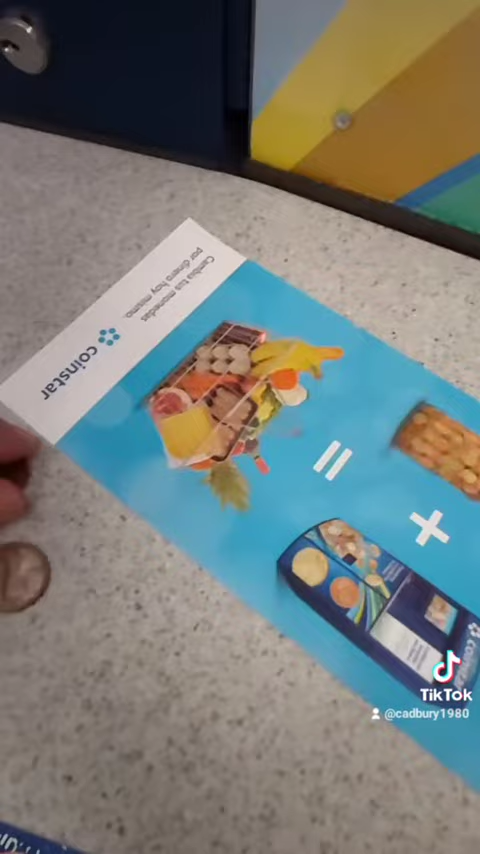 Cambia tus monedas
por dinero hoy mismo.
coinstar
=
+
TikTok
@cadbury1980